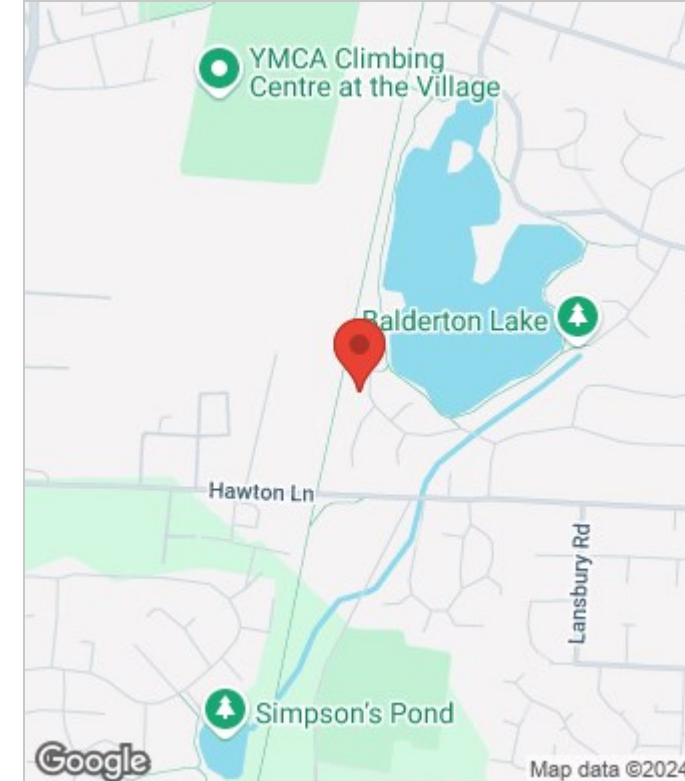 YMCA Climbing
Centre at the Village
Balderton Lake
Hawton Ln
Lansbury Rd
Simpson's Pond
Google
Map data ©2024